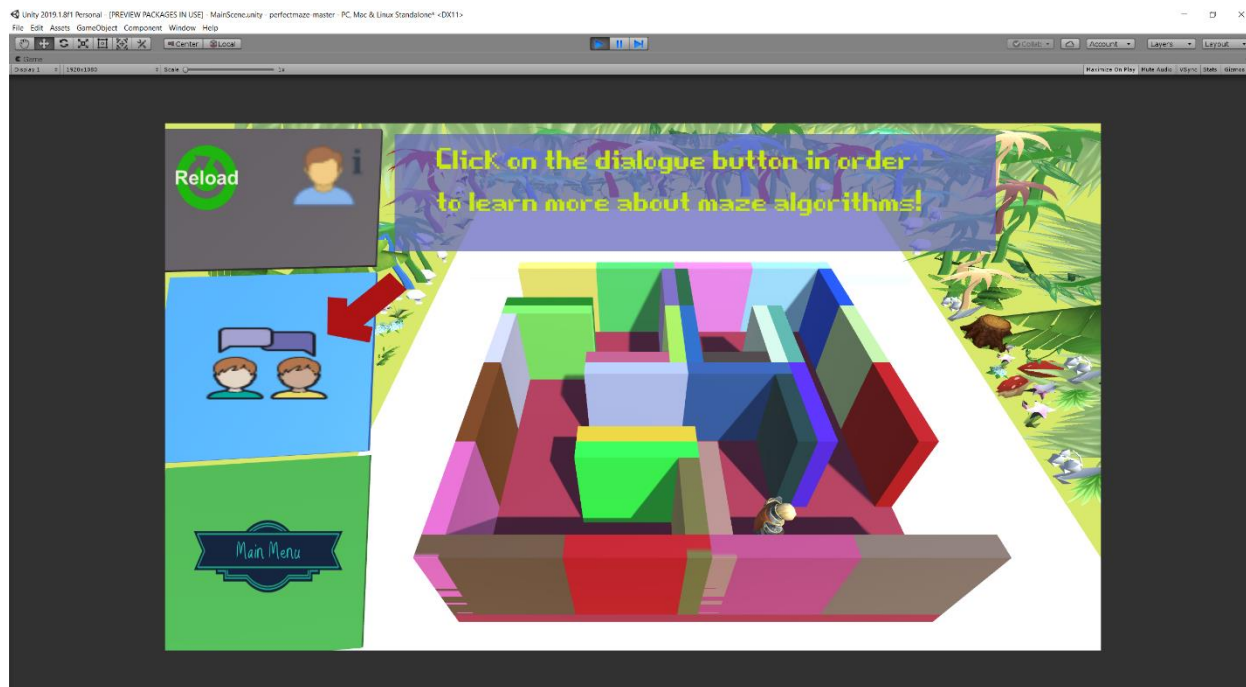 Unity 2019.1.8f1 Personal - [PREVIEW PACKAGES IN USE] - MainScene.unity - perfectmaze-master - PC, Mac & Linux Standalone* <DX11>
File Edit Assets GameObject Component Window Help
Center Local Collab Account Layers Layout
Game
Display 1 Scale 1x Maximize On Play Mute Audio VSync Stats Gizmos
Reload
i
Click on the dialogue button in order
to learn more about maze algorithms!
Main Menu